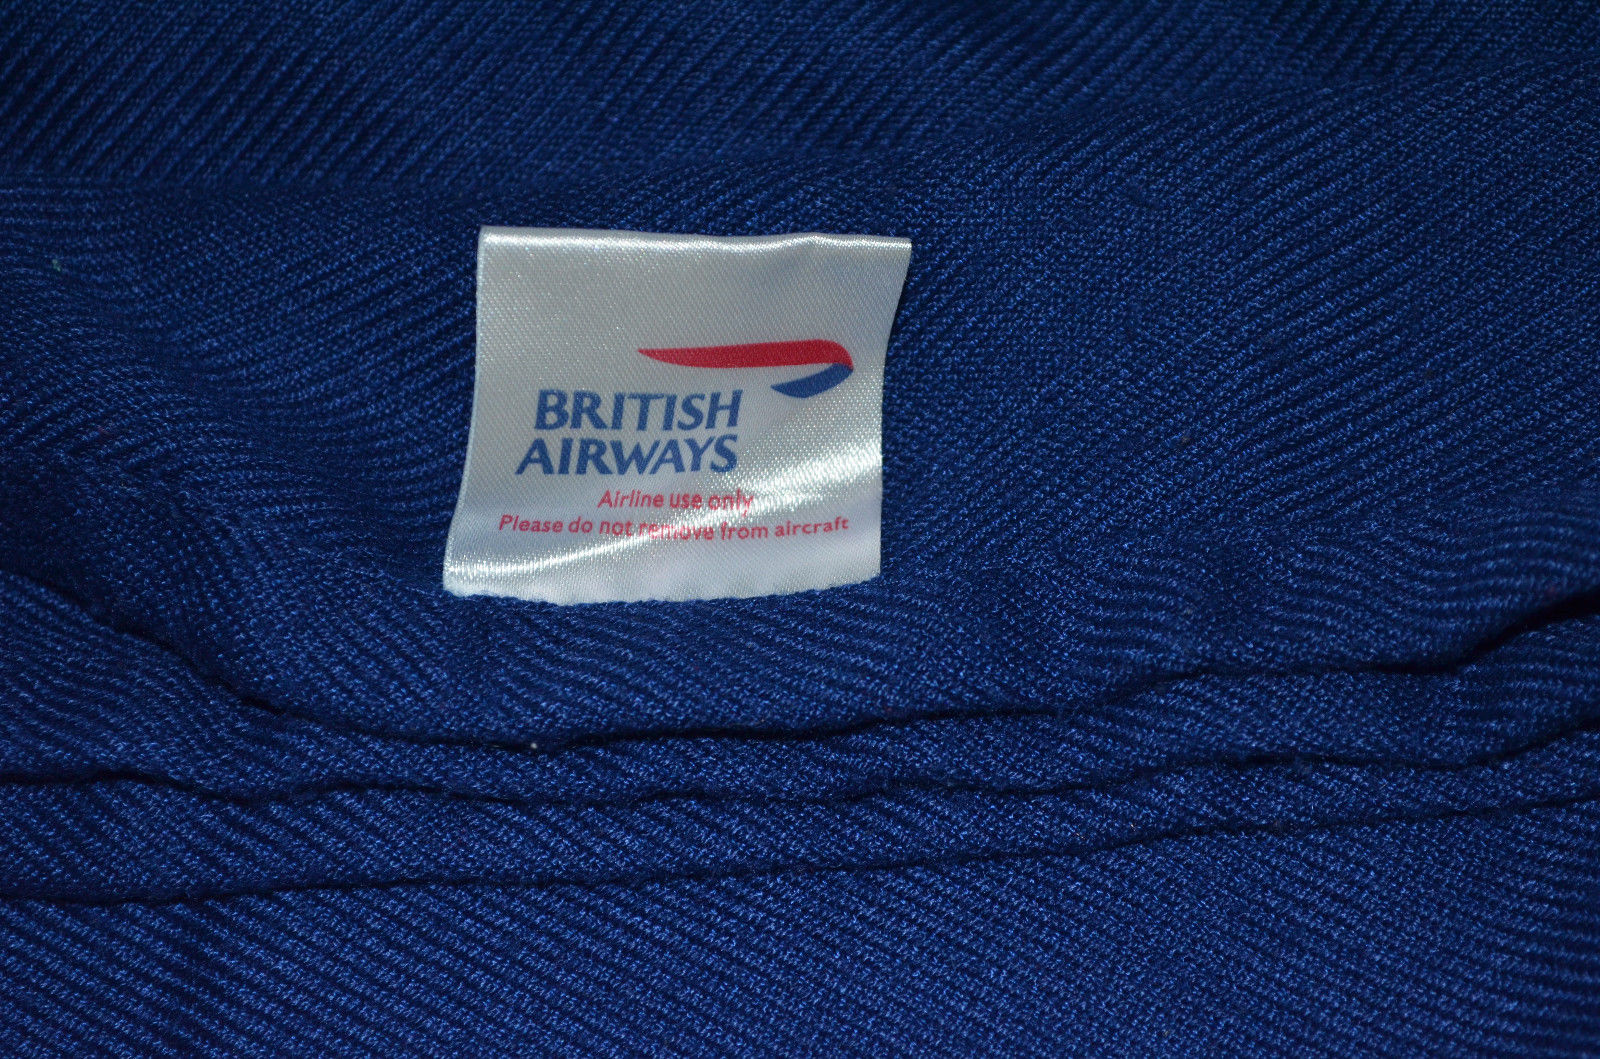 BRITISH
AIRWAYS
Airline use only
Please do not remove from aircraft